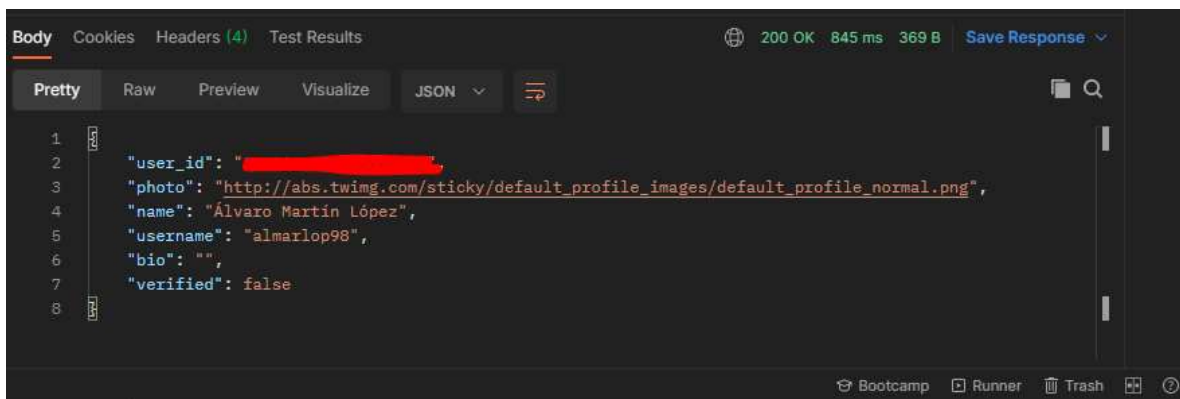 Body Cookies Headers (4) Test Results 200 OK 845 ms 369 B Save Response
Pretty Raw Preview Visualize JSON
1 {
2 "user_id": "",
3 "photo": "http://abs.twimg.com/sticky/default_profile_images/default_profile_normal.png",
4 "name": "Álvaro Martín López",
5 "username": "almarlop98",
6 "bio": "",
7 "verified": false
8 }
Bootcamp Runner Trash